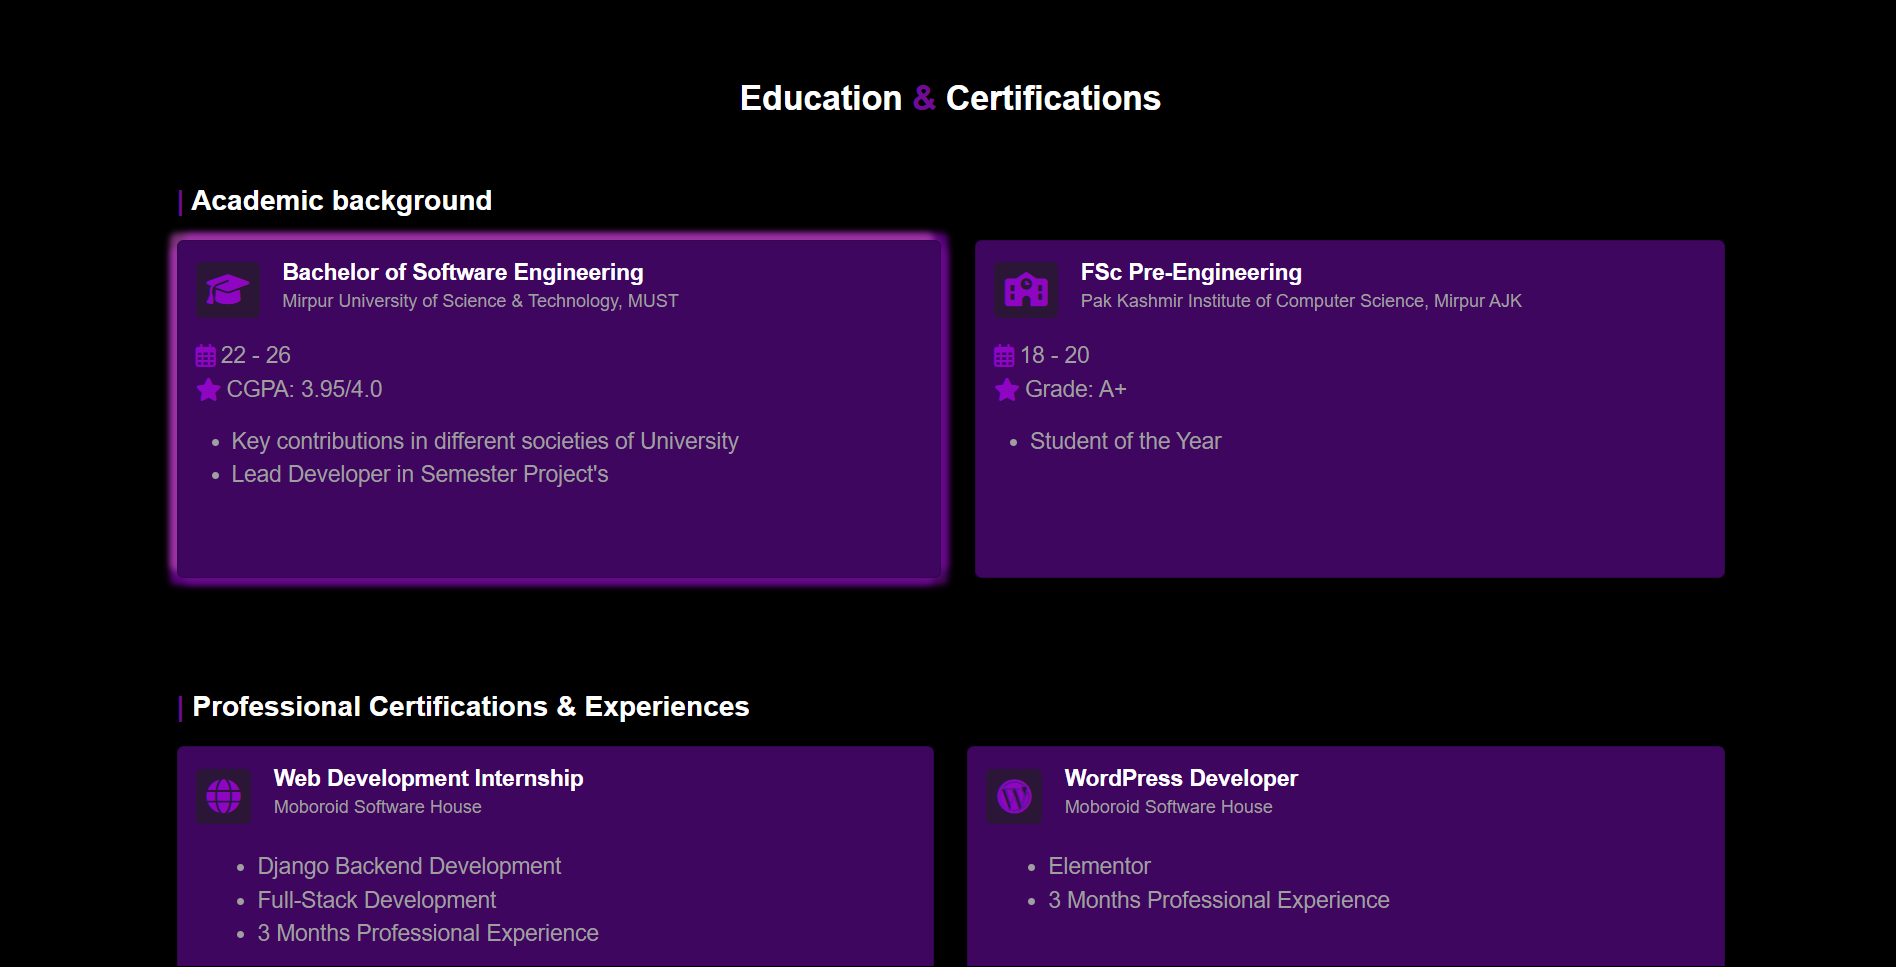 Education & Certifications
| Academic background
Bachelor of Software Engineering
Mirpur University of Science & Technology, MUST
22 - 26
CGPA: 3.95/4.0
• Key contributions in different societies of University
• Lead Developer in Semester Project's
FSc Pre-Engineering
Pak Kashmir Institute of Computer Science, Mirpur AJK
18 - 20
Grade: A+
• Student of the Year
| Professional Certifications & Experiences
Web Development Internship
Moboroid Software House
• Django Backend Development
• Full-Stack Development
• 3 Months Professional Experience
WordPress Developer
Moboroid Software House
• Elementor
• 3 Months Professional Experience